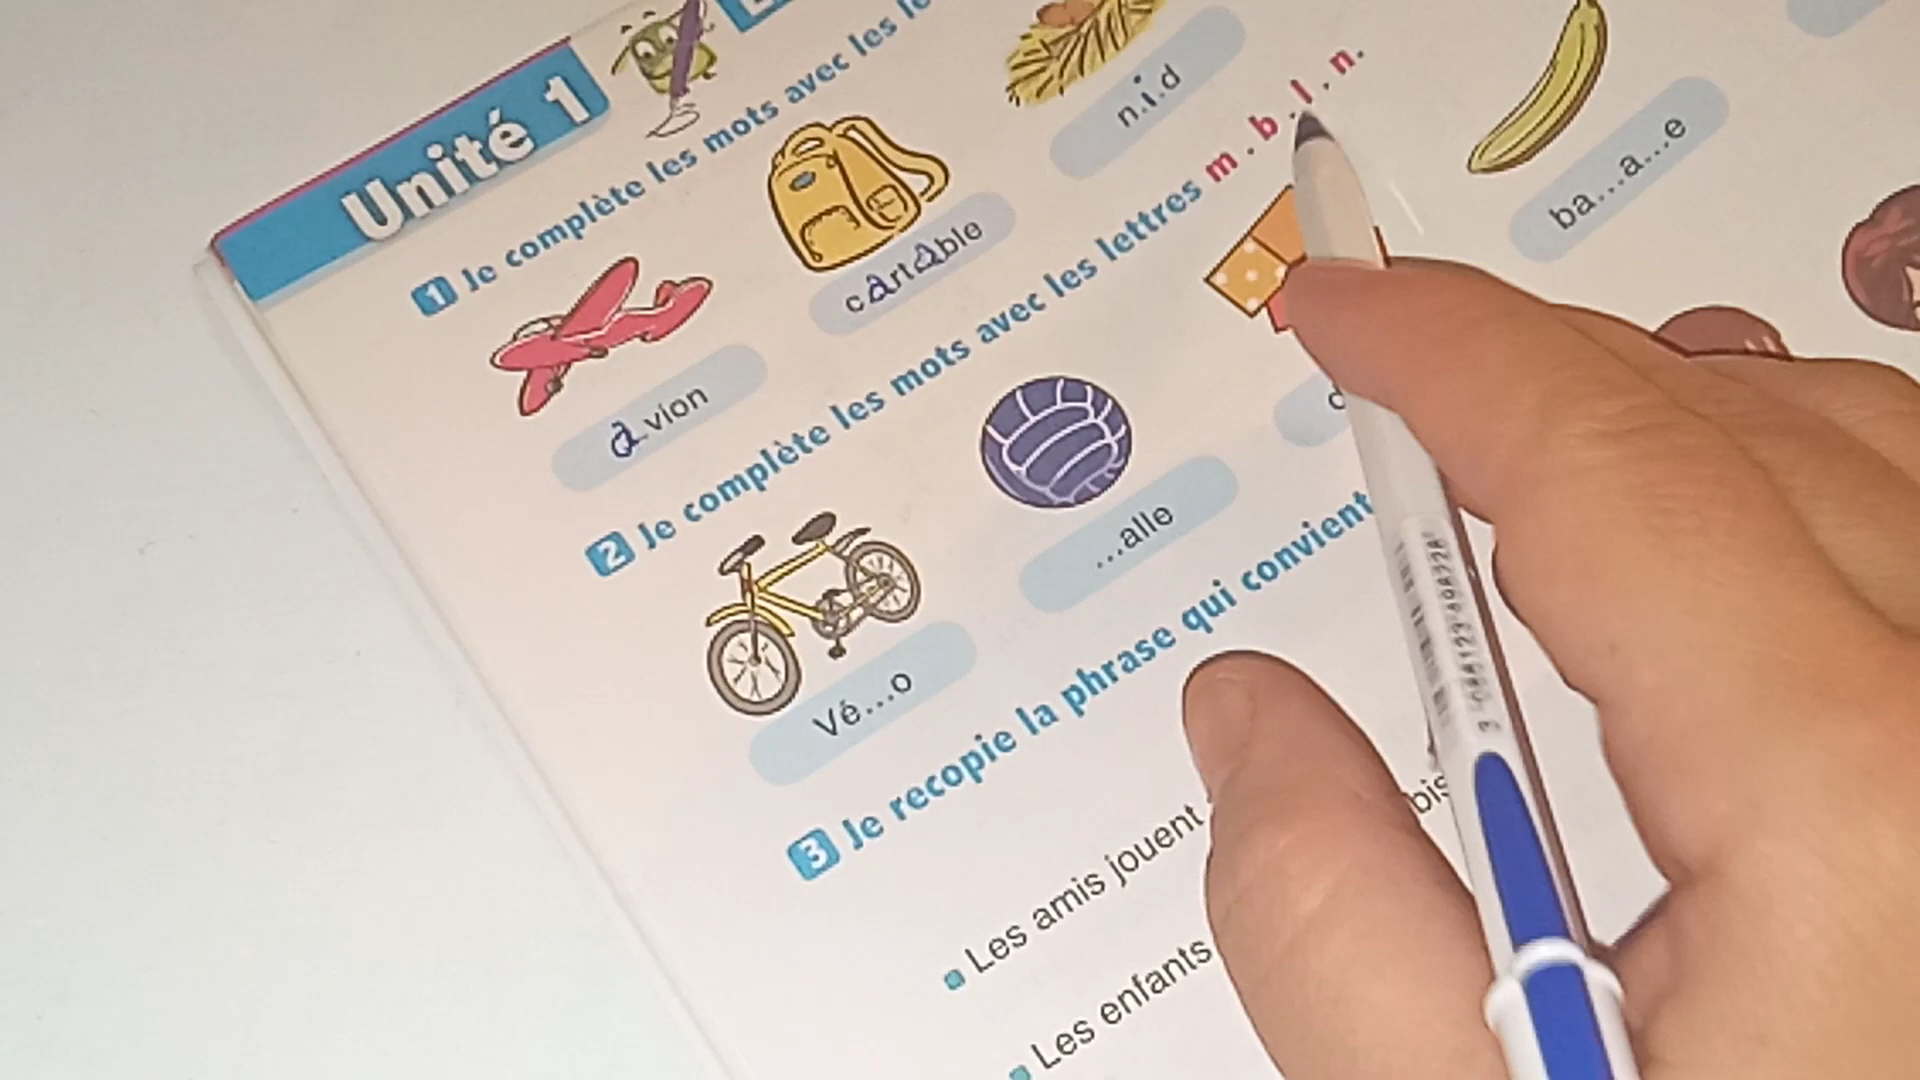 Unité 1
1 Je complète les mots avec les
avion
cartable
n.i.d
2 Je complète les mots avec les lettres m . b . l . n.
Vé...o
...alle
ba...a...e
3 Je recopie la phrase qui convient
Les amis jouent
Les enfants